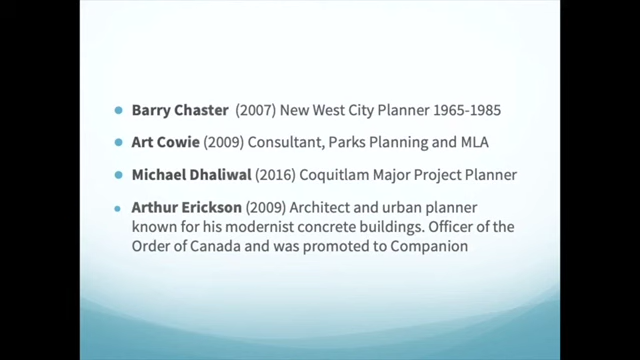 Barry Chaster (2007) New West City Planner 1965-1985
Art Cowie (2009) Consultant, Parks Planning and MLA
Michael Dhaliwal (2016) Coquitlam Major Project Planner
Arthur Erickson (2009) Architect and urban planner
known for his modernist concrete buildings. Officer of the
Order of Canada and was promoted to Companion